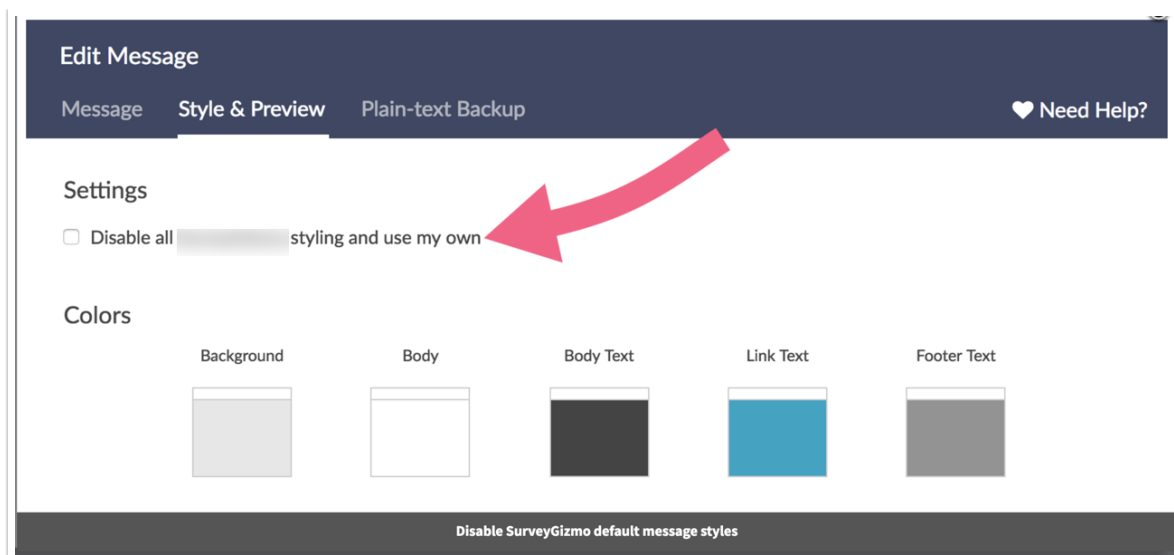 Edit Message
Message Style & Preview Plain-text Backup Need Help?
Settings
Disable all styling and use my own
Colors
Background Body Body Text Link Text Footer Text
Disable SurveyGizmo default message styles